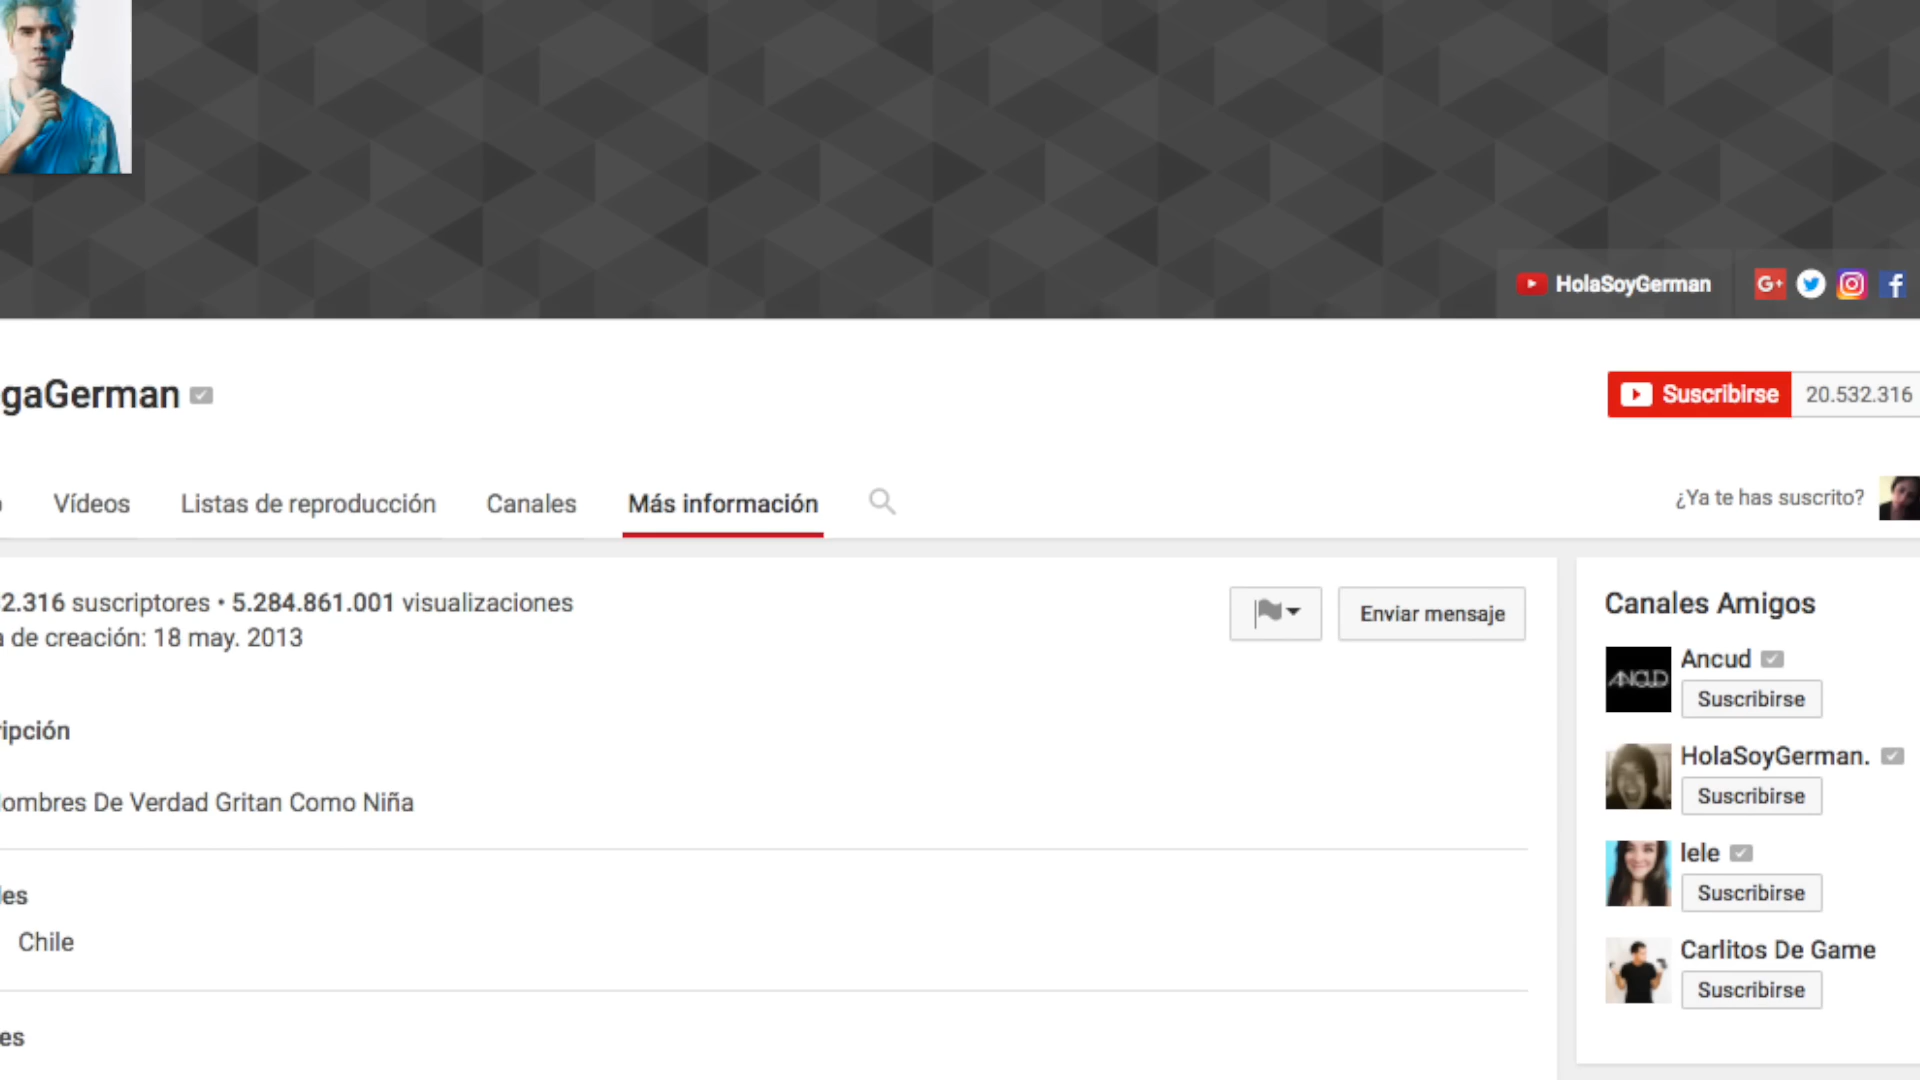 HolaSoyGerman
G+
gaGerman
Suscribirse 20.532.316
Vídeos Listas de reproducción Canales Más información
¿Ya te has suscrito?
2.316 suscriptores • 5.284.861.001 visualizaciones
de creación: 18 may. 2013
Enviar mensaje
ipción
ombres De Verdad Gritan Como Niña
les
Chile
es
Canales Amigos
ANCUD
Ancud
Suscribirse
HolaSoyGerman.
Suscribirse
lele
Suscribirse
Carlitos De Game
Suscribirse